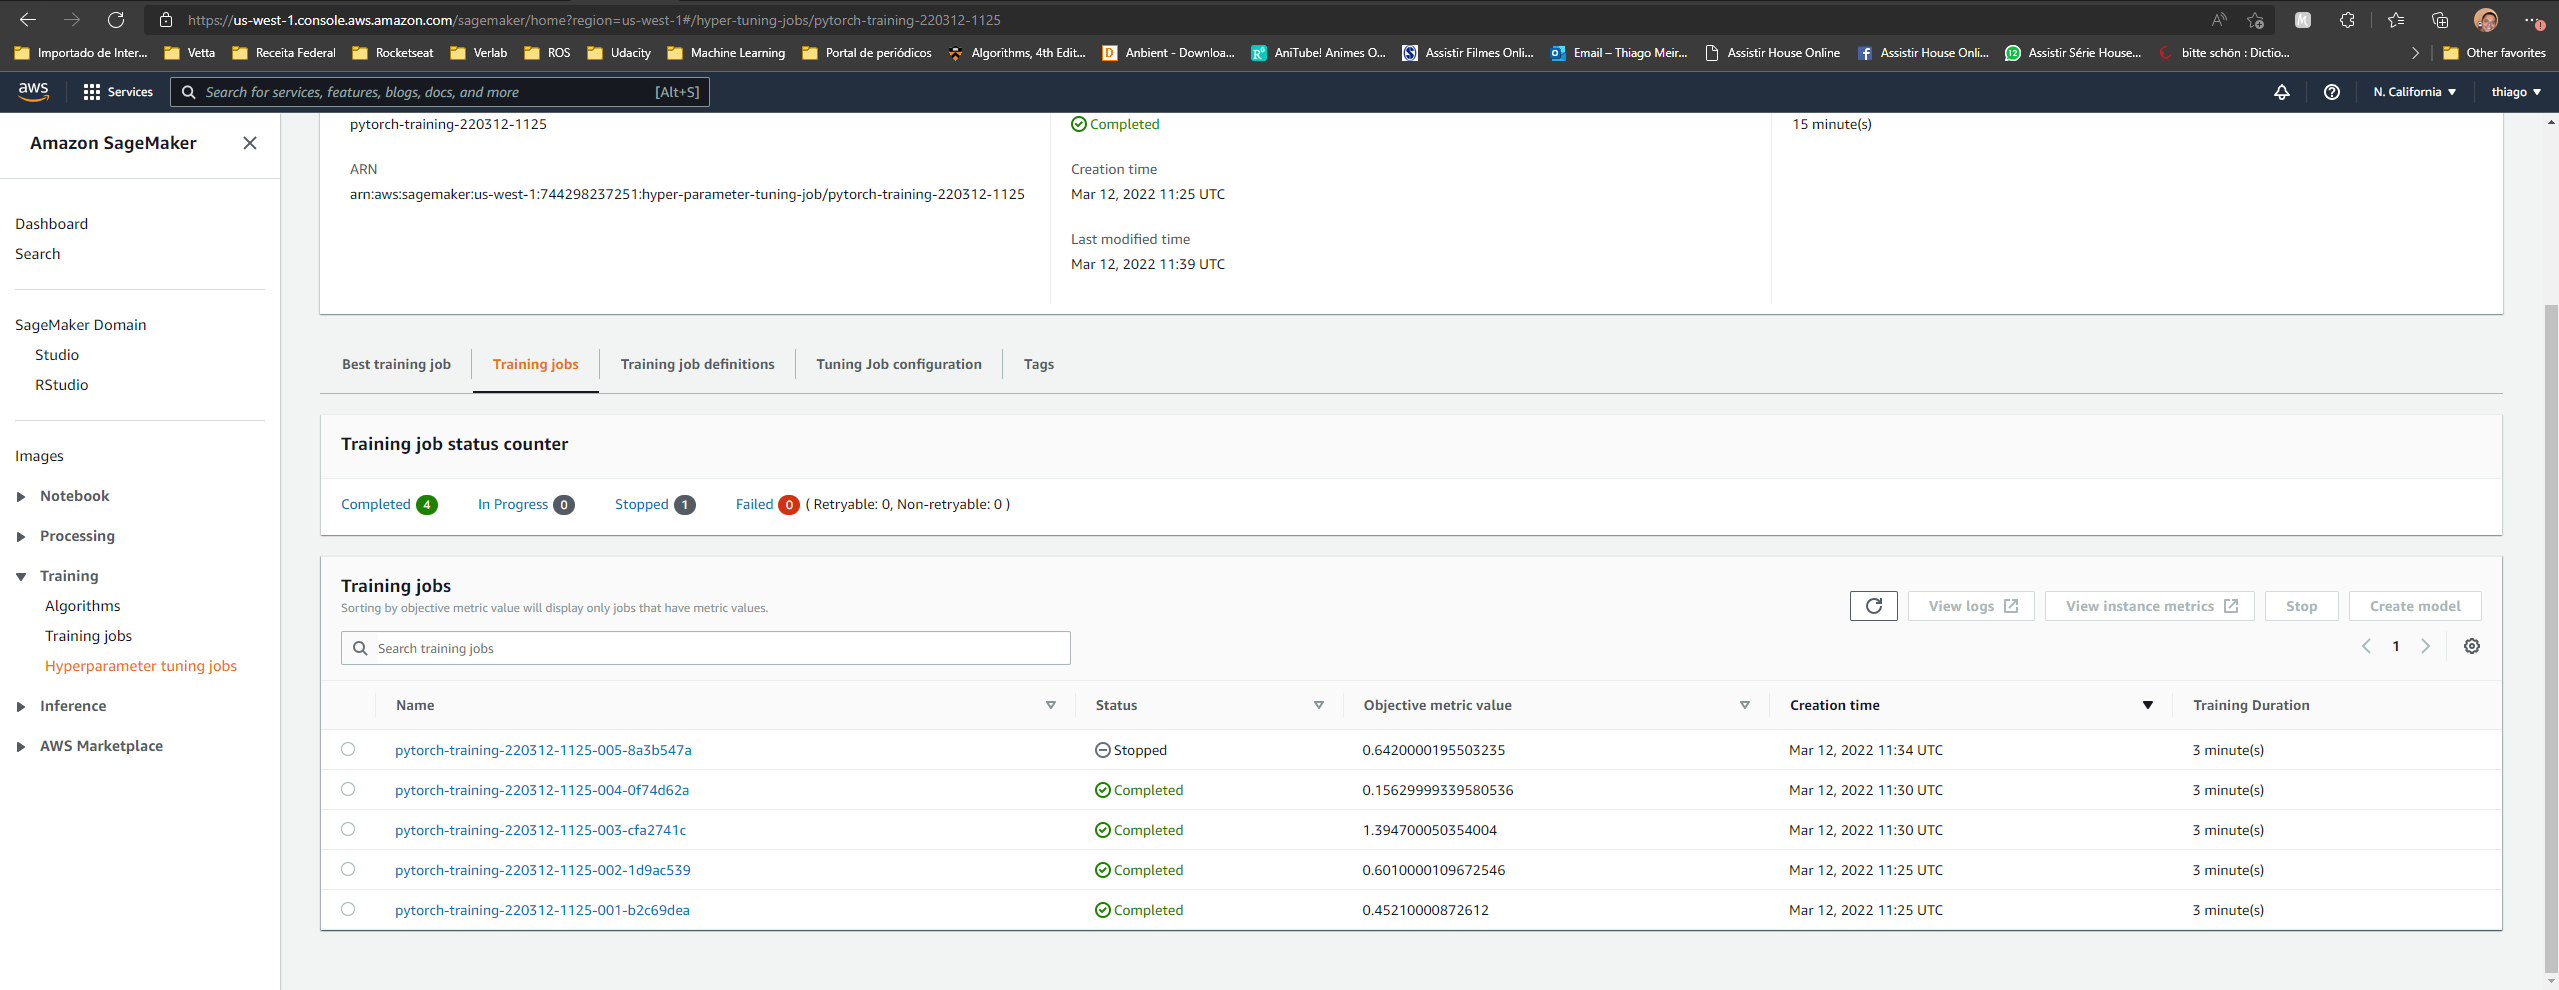 https://us-west-1.console.aws.amazon.com/sagemaker/home?region=us-west-1#/hyper-tuning-jobs/pytorch-training-220312-1125
Importado de Inter... Vetta Receita Federal Rocketseat Verlab ROS Udacity Machine Learning Portal de periódicos Algorithms, 4th Edit... Anbient - Downloa... AniTube! Animes O... Assistir Filmes Onli... Email – Thiago Meir... Assistir House Online Assistir House Onli... Assistir Série House... bitte schön : Dictio... Other favorites
aws Services Search for services, features, blogs, docs, and more [Alt+S] N. California thiago
Amazon SageMaker
Dashboard
Search
SageMaker Domain
Studio
RStudio
Images
Notebook
Processing
Training
Algorithms
Training jobs
Hyperparameter tuning jobs
Inference
AWS Marketplace
pytorch-training-220312-1125
ARN
arn:aws:sagemaker:us-west-1:744298237251:hyper-parameter-tuning-job/pytorch-training-220312-1125
Completed
Creation time
Mar 12, 2022 11:25 UTC
Last modified time
Mar 12, 2022 11:39 UTC
15 minute(s)
Best training job Training jobs Training job definitions Tuning Job configuration Tags
Training job status counter
Completed 4 In Progress 0 Stopped 1 Failed 0 ( Retryable: 0, Non-retryable: 0 )
Training jobs
Sorting by objective metric value will display only jobs that have metric values.
View logs View instance metrics Stop Create model
Search training jobs
1
Name Status Objective metric value Creation time Training Duration
pytorch-training-220312-1125-005-8a3b547a Stopped 0.6420000195503235 Mar 12, 2022 11:34 UTC 3 minute(s)
pytorch-training-220312-1125-004-0f74d62a Completed 0.15629999339580536 Mar 12, 2022 11:30 UTC 3 minute(s)
pytorch-training-220312-1125-003-cfa2741c Completed 1.394700050354004 Mar 12, 2022 11:30 UTC 3 minute(s)
pytorch-training-220312-1125-002-1d9ac539 Completed 0.6010000109672546 Mar 12, 2022 11:25 UTC 3 minute(s)
pytorch-training-220312-1125-001-b2c69dea Completed 0.45210000872612 Mar 12, 2022 11:25 UTC 3 minute(s)